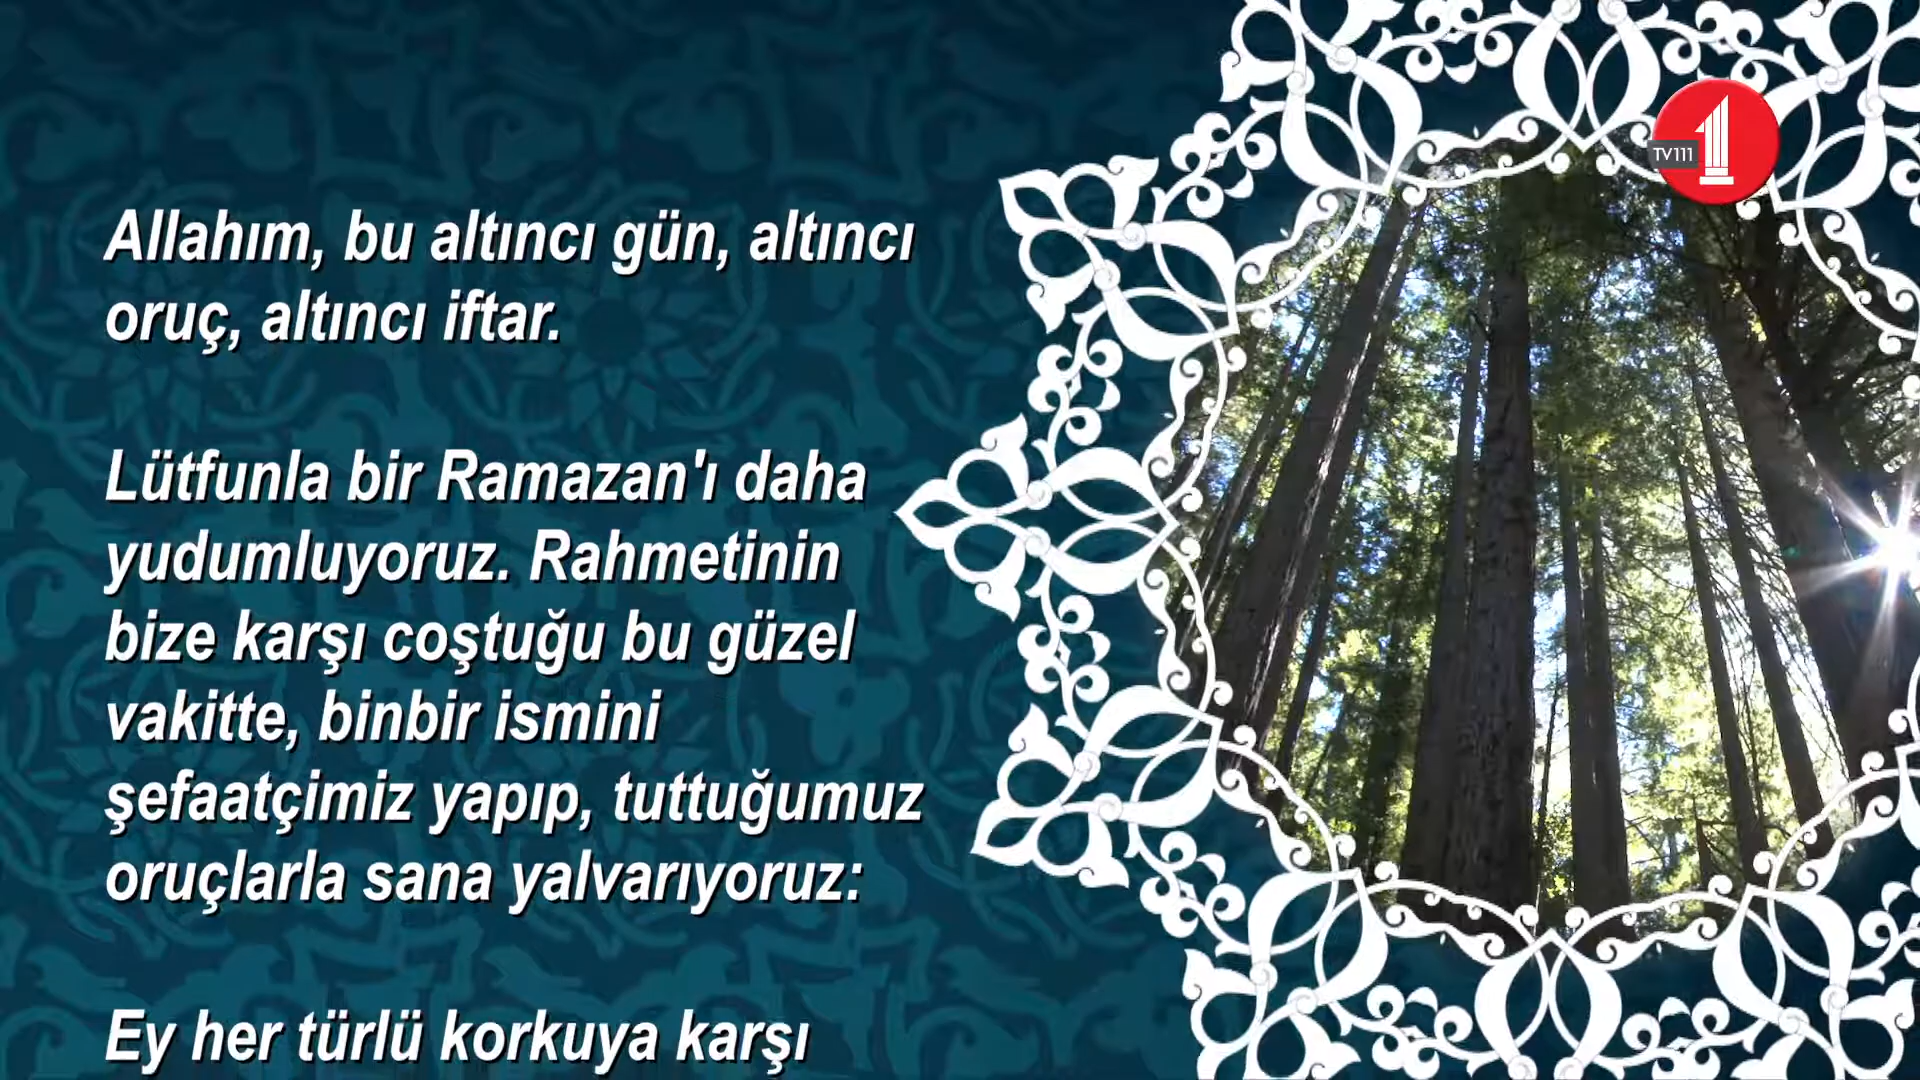 Allahım, bu altıncı gün, altıncı
oruç, altıncı iftar.
Lütfunla bir Ramazan'ı daha
yudumluyoruz. Rahmetinin
bize karşı coştuğu bu güzel
vakitte, binbir ismini
şefaatçimiz yapıp, tuttuğumuz
oruçlarla sana yalvarıyoruz:
Ey her türlü korkuya karşı
TV111
1